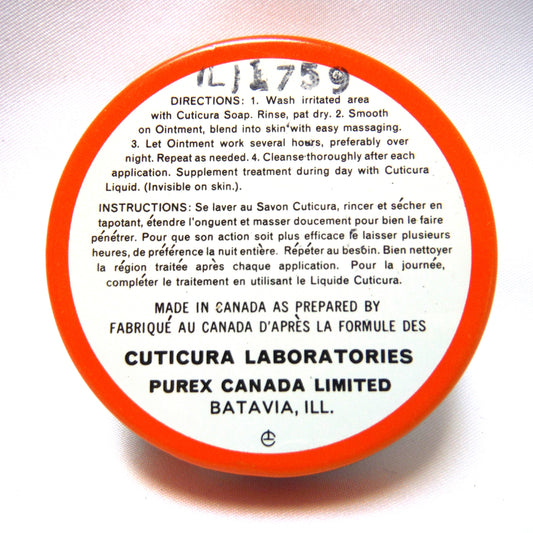 1759
DIRECTIONS: 1. Wash irritated area
with Cuticura Soap. Rinse, pat dry. 2. Smooth
on Ointment, blend into skin with easy massaging.
3. Let Ointment work several hours, preferably over
night. Repeat as needed. 4. Cleanse thoroughly after each
application. Supplement treatment during day with Cuticura
Liquid. (Invisible on skin.).
INSTRUCTIONS: Se laver au Savon Cuticura, rincer et sécher en
tapotant, étendre l'onguent et masser doucement pour bien le faire
pénétrer. Pour que son action soit plus efficace le laisser plusieurs
heures, de préférence la nuit entière. Répéter au besoin. Bien nettoyer
la région traitée après chaque application. Pour la journée,
compléter le traitement en utilisant le Liquide Cuticura.
MADE IN CANADA AS PREPARED BY
FABRIQUÉ AU CANADA D'APRÈS LA FORMULE DES
CUTICURA LABORATORIES
PUREX CANADA LIMITED
BATAVIA, ILL.